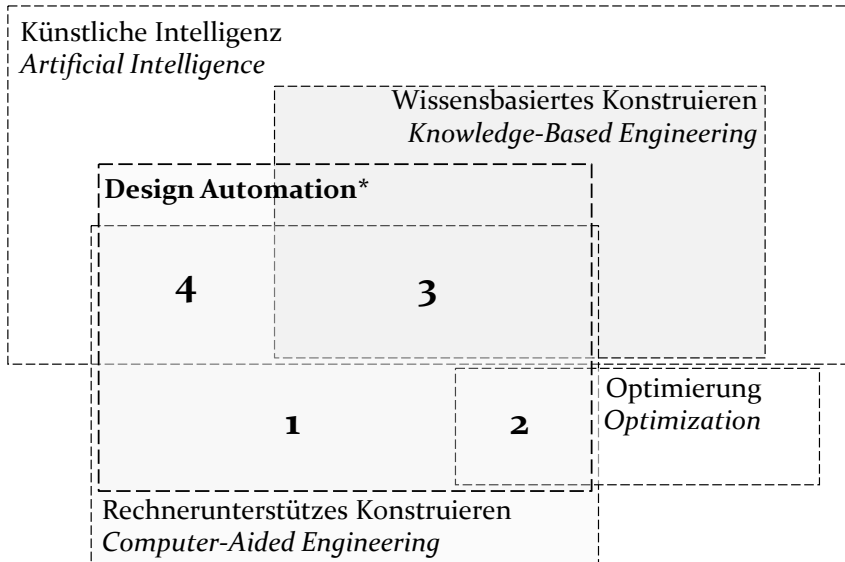 Künstliche Intelligenz
Artificial Intelligence
Wissensbasiertes Konstruieren
Knowledge-Based Engineering
Design Automation*
4
3
Optimierung
Optimization
1
2
Rechnerunterstützes Konstruieren
Computer-Aided Engineering